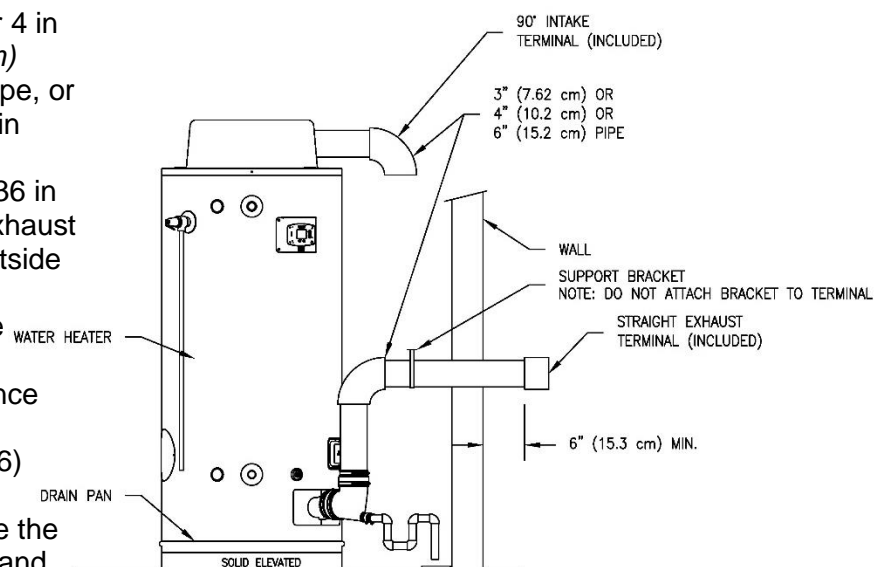 r 4 in
m)
pe, or
in
36 in
xhaust
tside
e
nce
6)
e the
and
90° INTAKE
TERMINAL (INCLUDED)
3" (7.62 cm) OR
4" (10.2 cm) OR
6" (15.2 cm) PIPE
WALL
SUPPORT BRACKET
NOTE: DO NOT ATTACH BRACKET TO TERMINAL
STRAIGHT EXHAUST
TERMINAL (INCLUDED)
WATER HEATER
6" (15.3 cm) MIN.
DRAIN PAN
SOLID ELEVATED